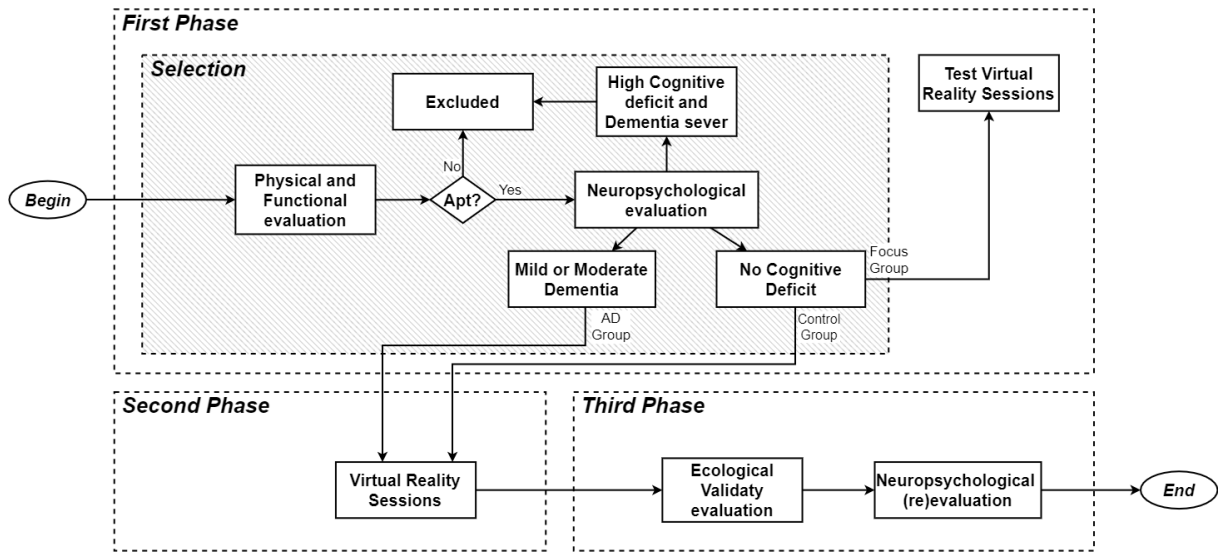 First Phase
Selection
Excluded
High Cognitive
deficit and
Dementia sever
Test Virtual
Reality Sessions
No
Begin
Physical and
Functional
evaluation
Apt?
Yes
Neuropsychological
evaluation
Mild or Moderate
Dementia
No Cognitive
Deficit
Focus
Group
AD
Group
Control
Group
Second Phase
Virtual Reality
Sessions
Third Phase
Ecological
Validaty
evaluation
Neuropsychological
(re)evaluation
End